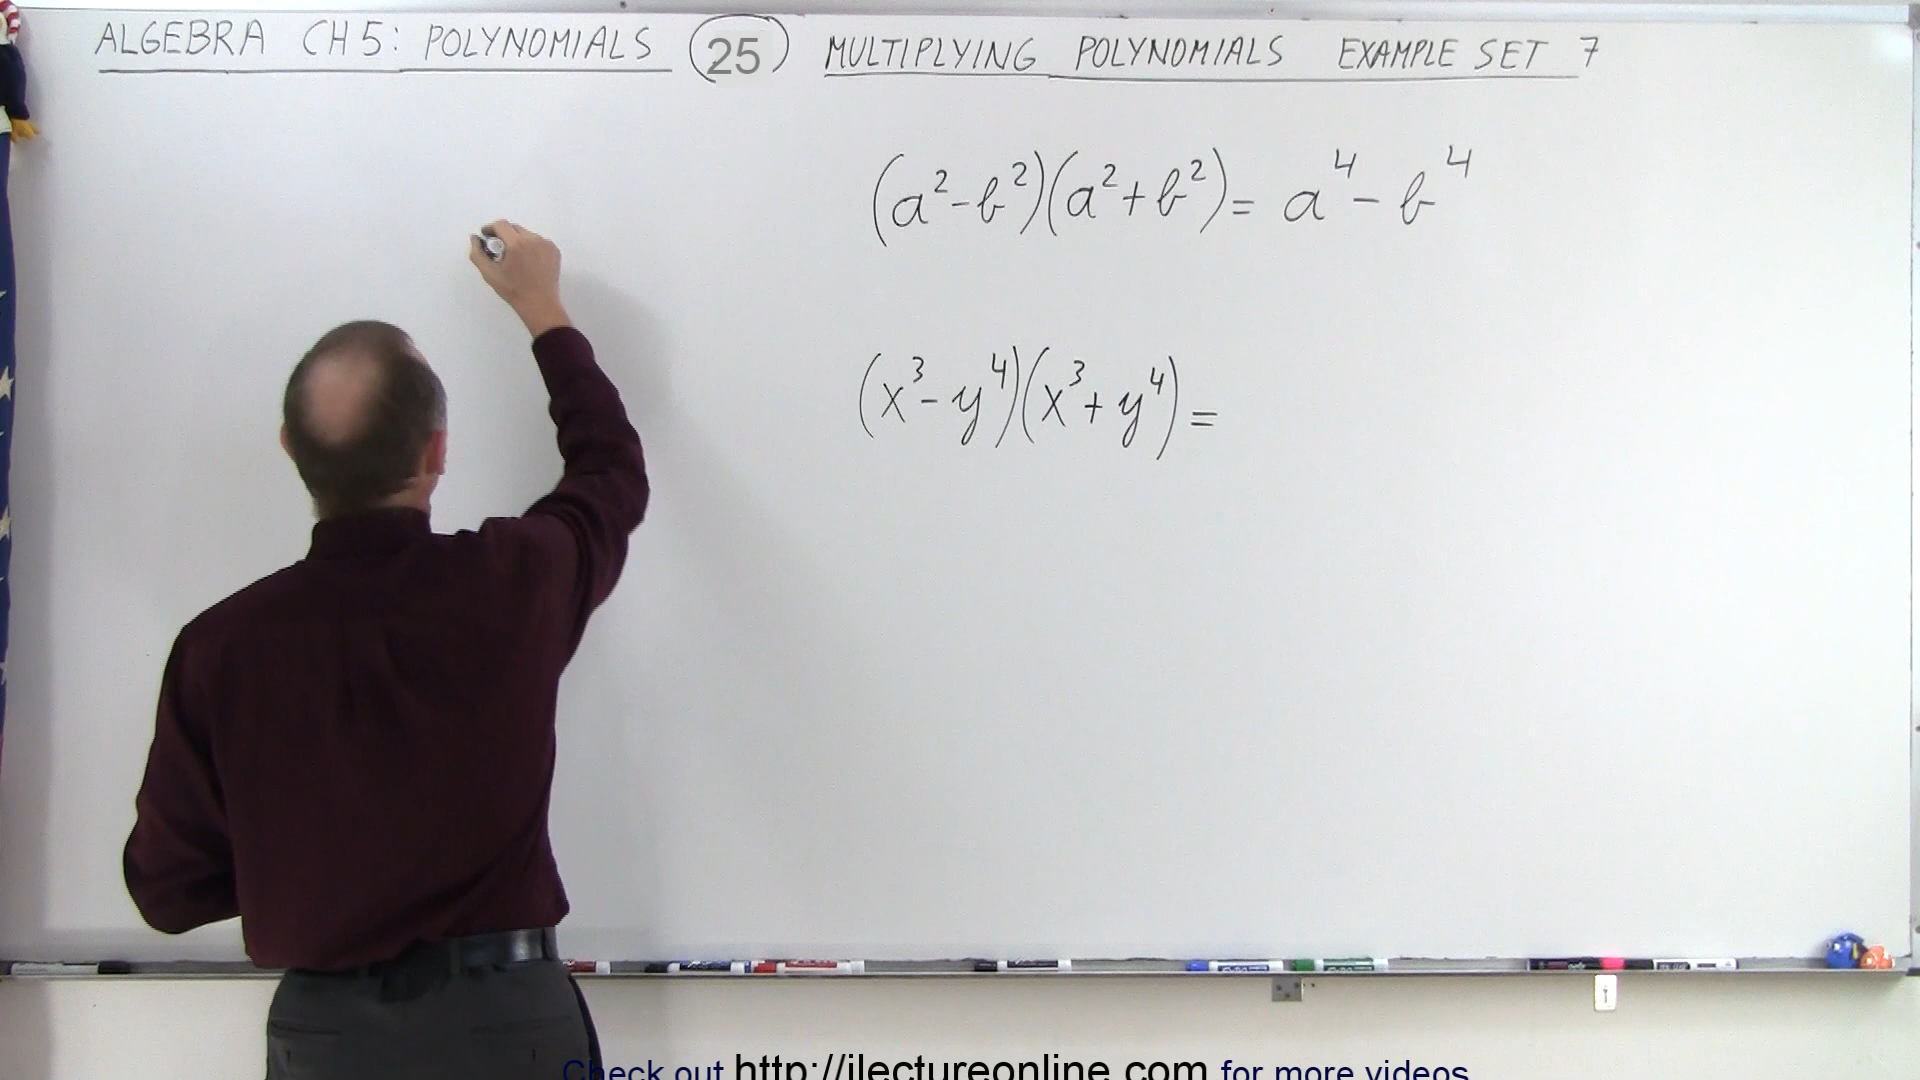 ALGEBRA CH 5: POLYNOMIALS 25 MULTIPLYING POLYNOMIALS EXAMPLE SET 7
(a²-b²)(a²+b²)= a⁴-b⁴
(x³-y⁴)(x³+y⁴)=
Check out http://ilectureonline.com for more videos